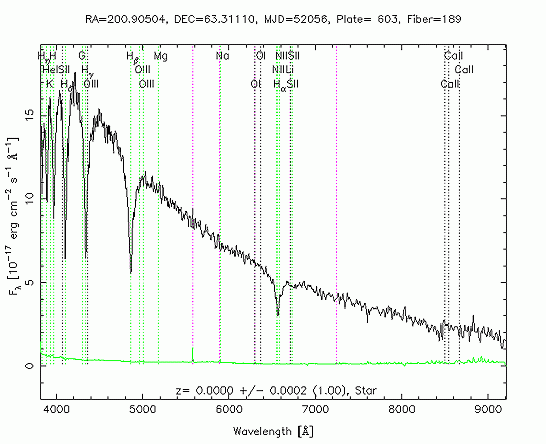 RA=200.90504, DEC=63.31110, MJD=52056, Plate= 603, Fiber=189
Hβ Mg Na OI NII SII CaII
HeI SII Hγ OIII NII Li CaII
K Hδ OIII OIII OI Hα SII CaII
15
10
5
0
Fλ [10⁻¹⁷ erg cm⁻² s⁻¹ Å⁻¹]
z= 0.0000 +/- 0.0002 (1.00), Star
4000 5000 6000 7000 8000 9000
Wavelength [Å]